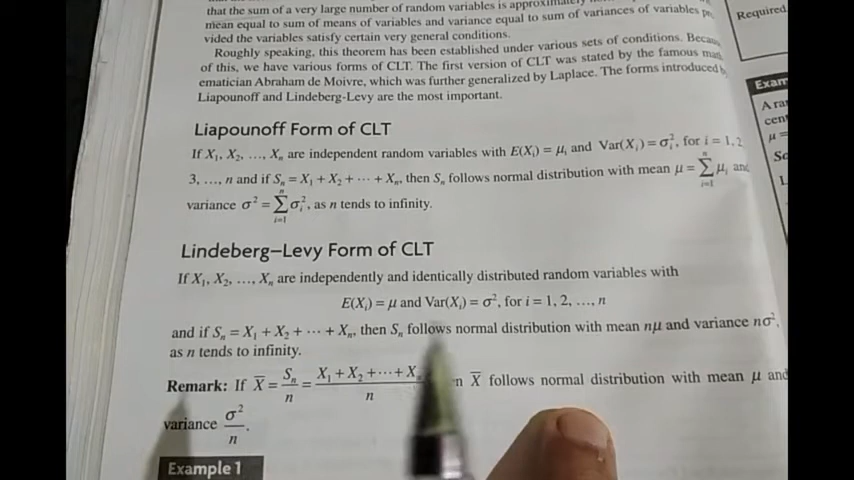 that the sum of a very large number of random variables is approximately
mean equal to sum of means of variables and variance equal to sum of variances of variables
vided the variables satisfy certain very general conditions.
Roughly speaking, this theorem has been established under various sets of conditions. Becau
of this, we have various forms of CLT. The first version of CLT was stated by the famous
ematician Abraham de Moivre, which was further generalized by Laplace. The forms introduced
Liapounoff and Lindeberg-Levy are the most important.
Liapounoff Form of CLT
If X₁, X₂, ..., Xₙ are independent random variables with E(Xᵢ) = μᵢ and Var(Xᵢ) = σᵢ², for i = 1, 2
3, ..., n and if Sₙ = X₁ + X₂ + ··· + Xₙ, then Sₙ follows normal distribution with mean μ = ∑ᵢ₌₁ⁿ μᵢ and
variance σ² = ∑ᵢ₌₁ⁿ σᵢ², as n tends to infinity.
Lindeberg–Levy Form of CLT
If X₁, X₂, ..., Xₙ are independently and identically distributed random variables with
E(Xᵢ) = μ and Var(Xᵢ) = σ², for i = 1, 2, ..., n
and if Sₙ = X₁ + X₂ + ··· + Xₙ, then Sₙ follows normal distribution with mean nμ and variance nσ²,
as n tends to infinity.
Remark: If X̅ = Sₙ/n = X₁ + X₂ +···+ X /n n X̅ follows normal distribution with mean μ and
variance σ²/n.
Example 1
Required.
Exam
A ra
cen
μ =